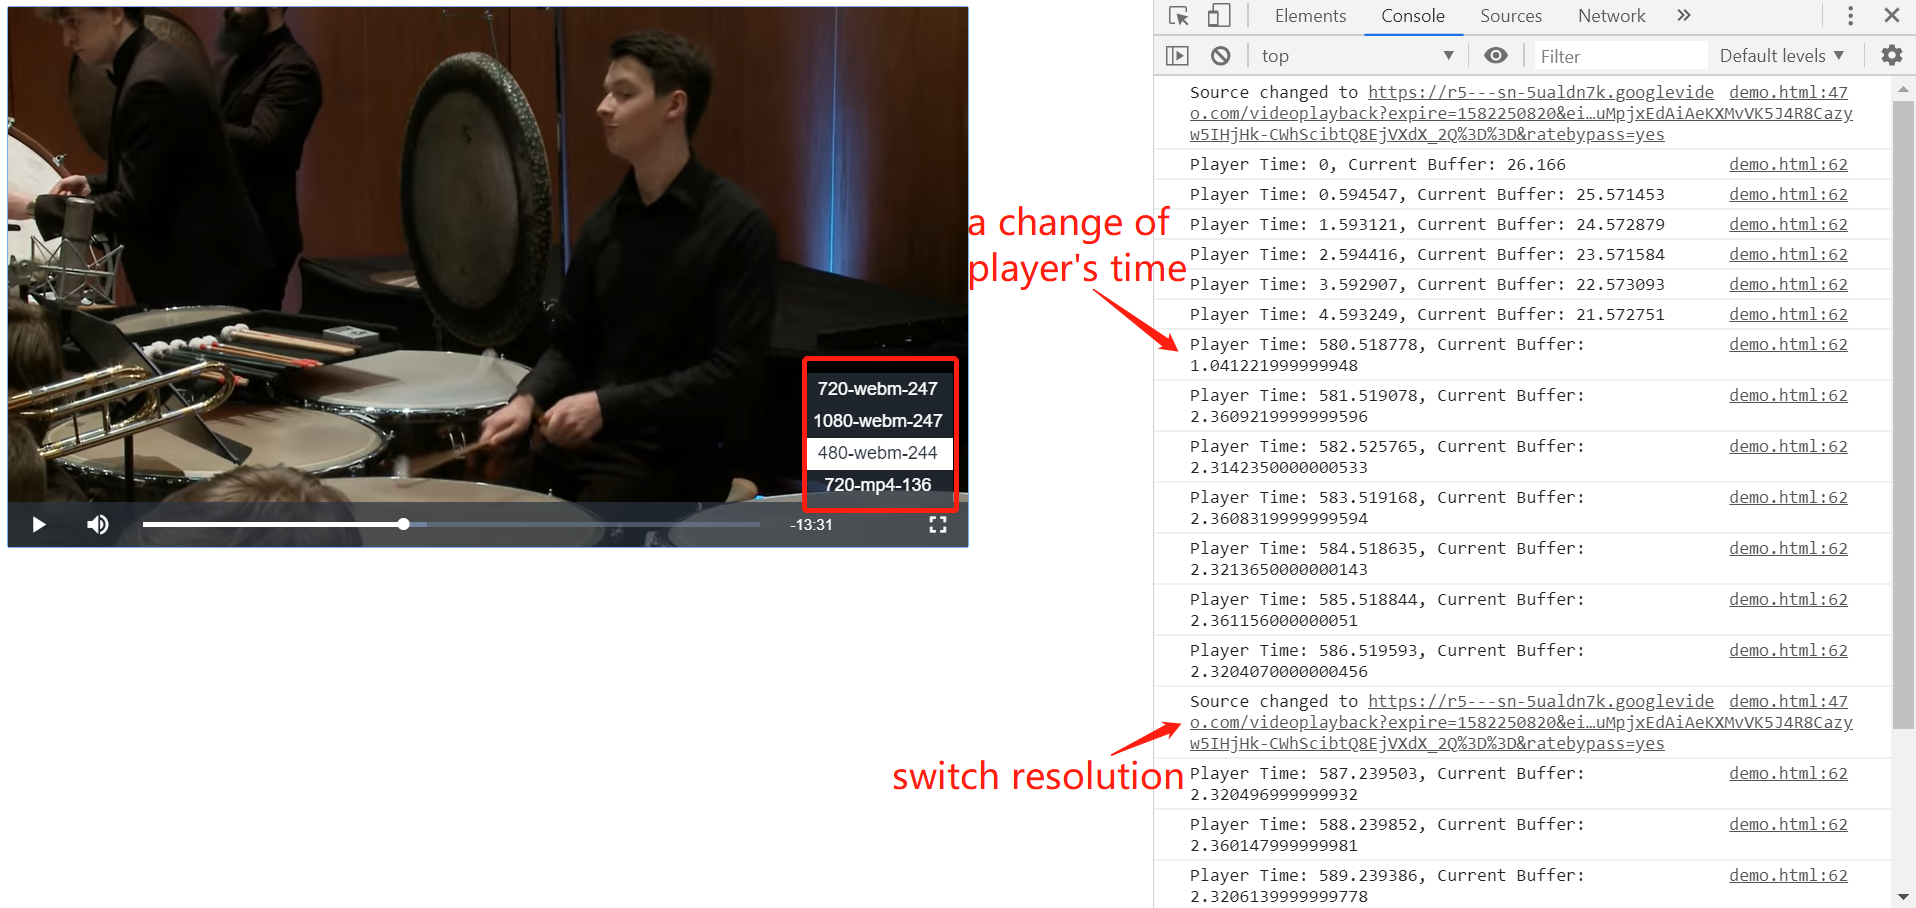 Elements Console Sources Network
top Filter Default levels
Source changed to https://r5---sn-5ualdn7k.googlevide demo.html:47
o.com/videoplayback?expire=1582250820&ei…uMpjxEdAiAeKXMvVK5J4R8Cazy
w5IHjHk-CWhScibtQ8EjVXdX_2Q%3D%3D&ratebypass=yes
Player Time: 0, Current Buffer: 26.166 demo.html:62
Player Time: 0.594547, Current Buffer: 25.571453 demo.html:62
Player Time: 1.593121, Current Buffer: 24.572879 demo.html:62
Player Time: 2.594416, Current Buffer: 23.571584 demo.html:62
Player Time: 3.592907, Current Buffer: 22.573093 demo.html:62
Player Time: 4.593249, Current Buffer: 21.572751 demo.html:62
a change of
player's time
Player Time: 580.518778, Current Buffer: demo.html:62
1.041221999999948
Player Time: 581.519078, Current Buffer: demo.html:62
2.3609219999999596
Player Time: 582.525765, Current Buffer: demo.html:62
2.3142350000000533
Player Time: 583.519168, Current Buffer: demo.html:62
2.3608319999999594
Player Time: 584.518635, Current Buffer: demo.html:62
2.3213650000000143
Player Time: 585.518844, Current Buffer: demo.html:62
2.361156000000051
Player Time: 586.519593, Current Buffer: demo.html:62
2.3204070000000456
Source changed to https://r5---sn-5ualdn7k.googlevide demo.html:47
o.com/videoplayback?expire=1582250820&ei…uMpjxEdAiAeKXMvVK5J4R8Cazy
w5IHjHk-CWhScibtQ8EjVXdX_2Q%3D%3D&ratebypass=yes
switch resolution
Player Time: 587.239503, Current Buffer: demo.html:62
2.320496999999932
Player Time: 588.239852, Current Buffer: demo.html:62
2.360147999999981
Player Time: 589.239386, Current Buffer: demo.html:62
2.3206139999999778
720-webm-247
1080-webm-247
480-webm-244
720-mp4-136
-13:31